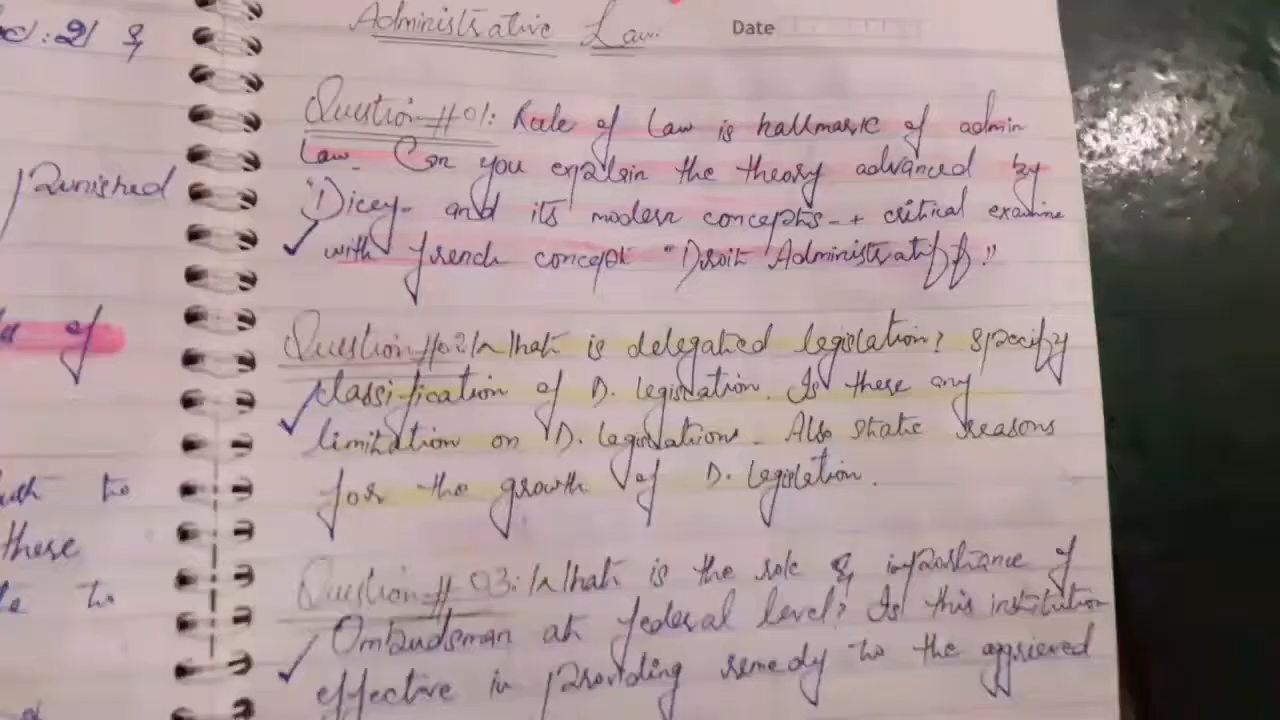 & 
punished
of
to
these
to
Administrative Law.
Date
Question # 01: Rule of Law is hallmark of admin
Law. Can you explain the theory advanced by
"Dicey- and its modern concepts- + critical examine
with french concept "Droit Administratiff."
Question # 02: What is delegated legislation? Specify
classification of D. legislation. Is these any
limitation on D. Legislations. Also state reasons
for the growth of D. Legislation.
Question # 03: What is the role & importance of
Ombudsman at federal level? Is this institution
effective in providing remedy to the aggrieved